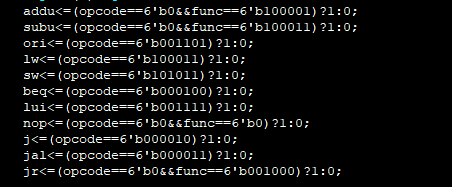 addu<=(opcode==6'b0&&func==6'b100001)?1:0;
subu<=(opcode==6'b0&&func==6'b100011)?1:0;
ori<=(opcode==6'b001101)?1:0;
lw<=(opcode==6'b100011)?1:0;
sw<=(opcode==6'b101011)?1:0;
beq<=(opcode==6'b000100)?1:0;
lui<=(opcode==6'b001111)?1:0;
nop<=(opcode==6'b0&&func==6'b0)?1:0;
j<=(opcode==6'b000010)?1:0;
jal<=(opcode==6'b000011)?1:0;
jr<=(opcode==6'b0&&func==6'b001000)?1:0;